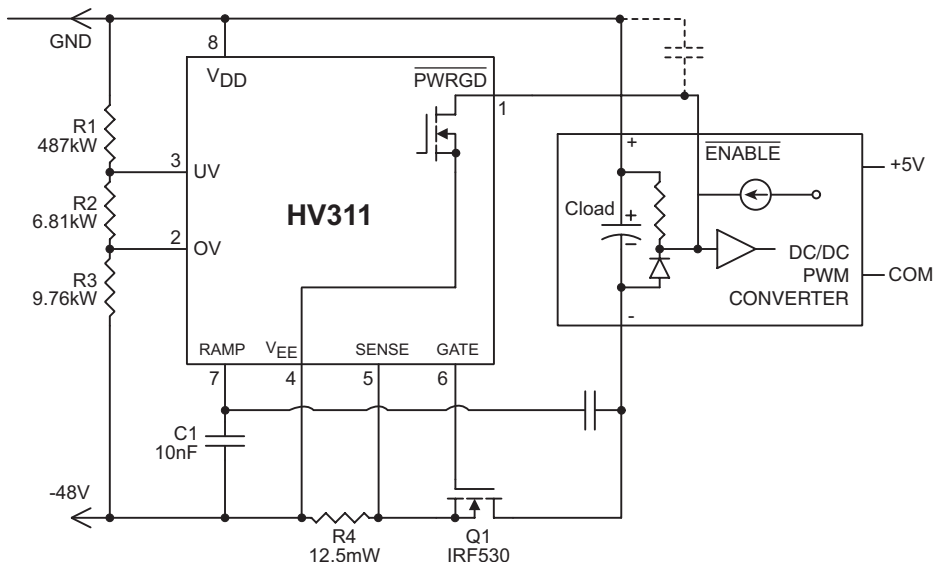 GND
8
VDD
PWRGD
1
R1
487kW
3
UV
R2
6.81kW
HV311
2
OV
R3
9.76kW
+
ENABLE
+5V
Cload
+
-
DC/DC
PWM
CONVERTER
COM
-
RAMP
VEE
SENSE
GATE
7
4
5
6
C1
10nF
-48V
R4
12.5mW
Q1
IRF530